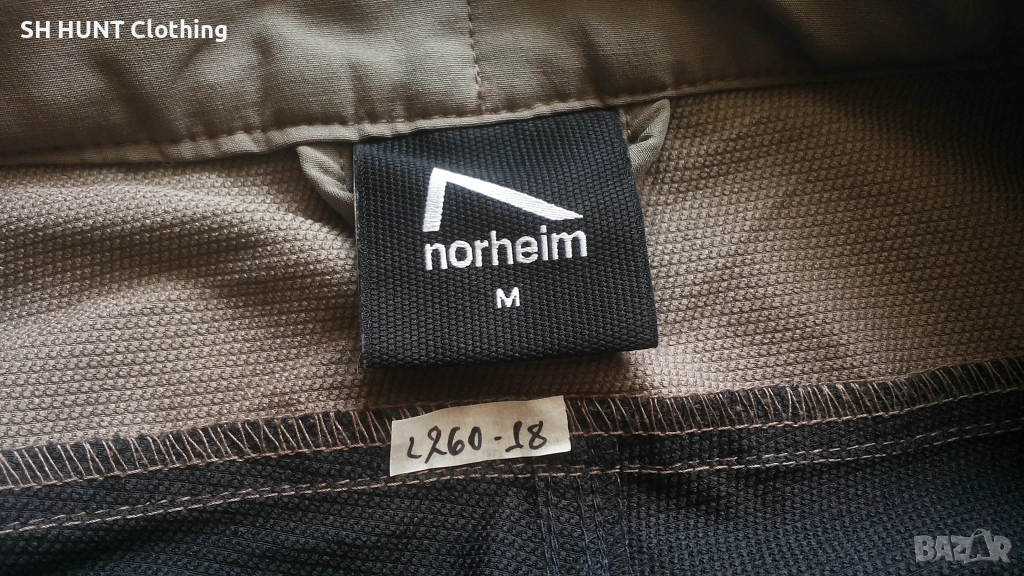 SH HUNT Clothing
norheim
M
L260-18
BAZAR